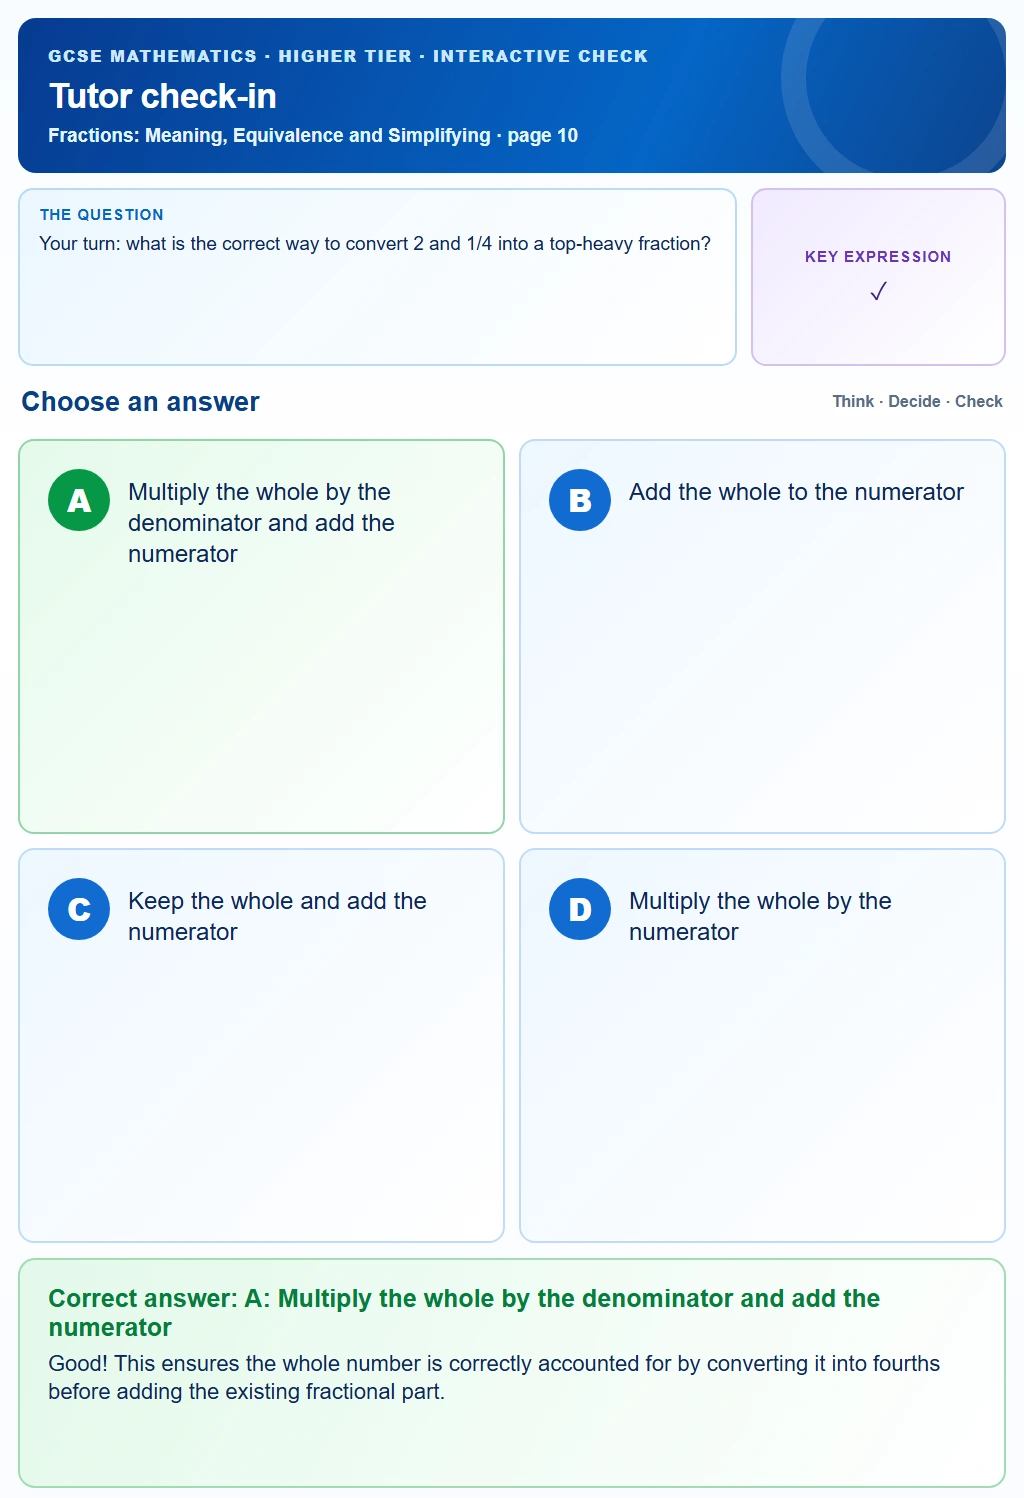 GCSE MATHEMATICS · HIGHER TIER · INTERACTIVE CHECK
Tutor check-in
Fractions: Meaning, Equivalence and Simplifying · page 10
THE QUESTION
Your turn: what is the correct way to convert 2 and 1/4 into a top-heavy fraction?
KEY EXPRESSION
✓
Choose an answer
Think · Decide · Check
A
Multiply the whole by the
denominator and add the
numerator
B
Add the whole to the numerator
C
Keep the whole and add the
numerator
D
Multiply the whole by the
numerator
Correct answer: A: Multiply the whole by the denominator and add the
numerator
Good! This ensures the whole number is correctly accounted for by converting it into fourths
before adding the existing fractional part.